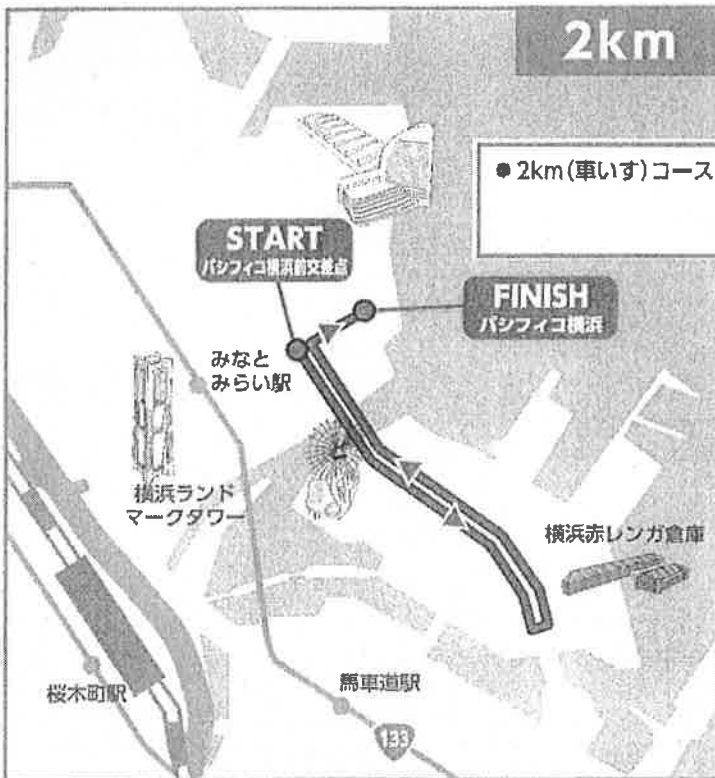 2km
● 2km(車いす)コース
START
パシフィコ横浜前交差点
FINISH
パシフィコ横浜
みなと
みらい駅
横浜ランド
マークタワー
横浜赤レンガ倉庫
桜木町駅
馬車道駅
133